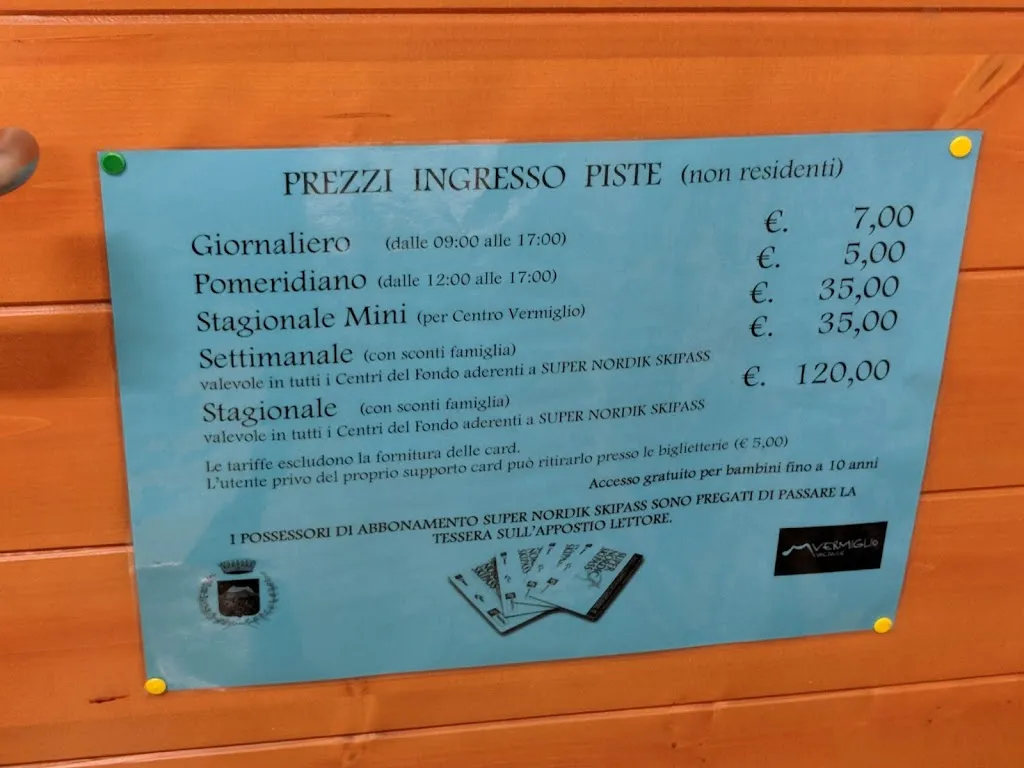 PREZZI INGRESSO PISTE (non residenti)
Giornaliero (dalle 09:00 alle 17:00) €. 7,00
Pomeridiano (dalle 12:00 alle 17:00) €. 5,00
Stagionale Mini (per Centro Vermiglio) €. 35,00
Settimanale (con sconti famiglia) €. 35,00
valevole in tutti i Centri del Fondo aderenti a SUPER NORDIK SKIPASS
Stagionale (con sconti famiglia) €. 120,00
valevole in tutti i Centri del Fondo aderenti a SUPER NORDIK SKIPASS
Le tariffe escludono la fornitura delle card.
L'utente privo del proprio supporto card può ritirarlo presso le biglietterie (€ 5,00)
Accesso gratuito per bambini fino a 10 anni
I POSSESSORI DI ABBONAMENTO SUPER NORDIK SKIPASS SONO PREGATI DI PASSARE LA
TESSERA SULL'APPOSTIO LETTORE.
VERMIGLIO